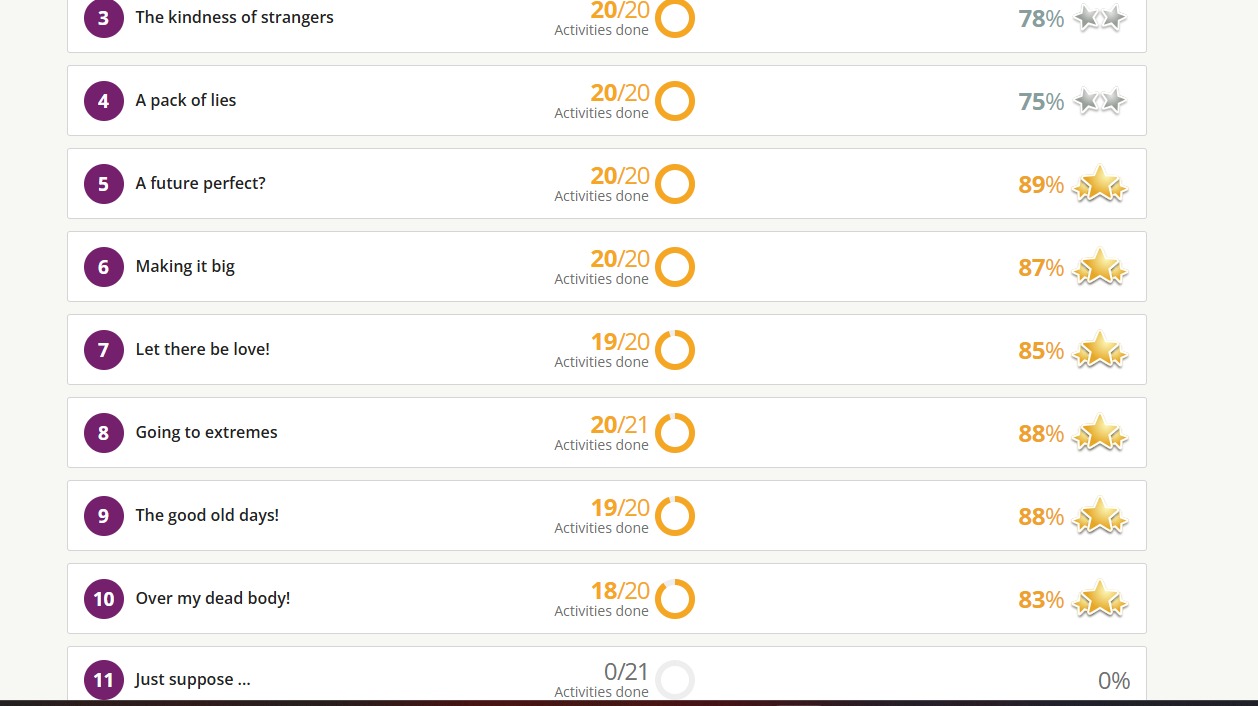 3 The kindness of strangers 20/20 Activities done 78%
4 A pack of lies 20/20 Activities done 75%
5 A future perfect? 20/20 Activities done 89%
6 Making it big 20/20 Activities done 87%
7 Let there be love! 19/20 Activities done 85%
8 Going to extremes 20/21 Activities done 88%
9 The good old days! 19/20 Activities done 88%
10 Over my dead body! 18/20 Activities done 83%
11 Just suppose ... 0/21 Activities done 0%